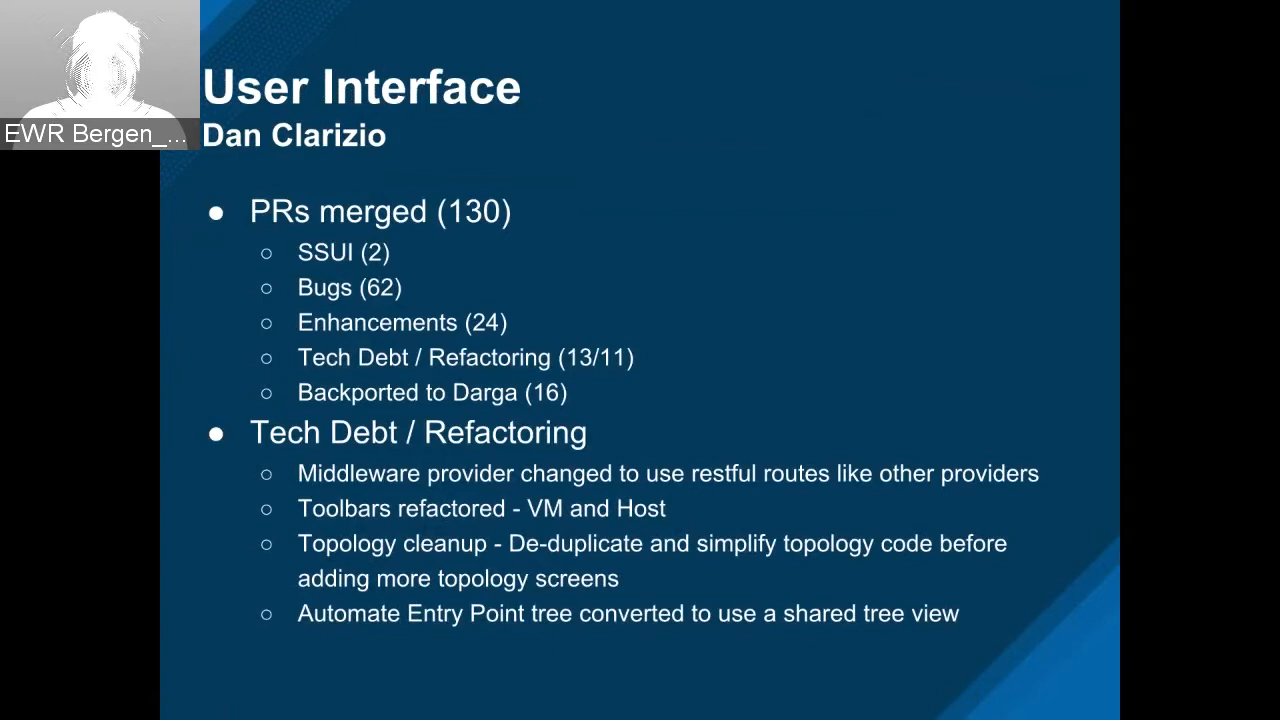 User Interface
EWR Bergen_...
Dan Clarizio
● PRs merged (130)
○ SSUI (2)
○ Bugs (62)
○ Enhancements (24)
○ Tech Debt / Refactoring (13/11)
○ Backported to Darga (16)
● Tech Debt / Refactoring
○ Middleware provider changed to use restful routes like other providers
○ Toolbars refactored - VM and Host
○ Topology cleanup - De-duplicate and simplify topology code before
adding more topology screens
○ Automate Entry Point tree converted to use a shared tree view